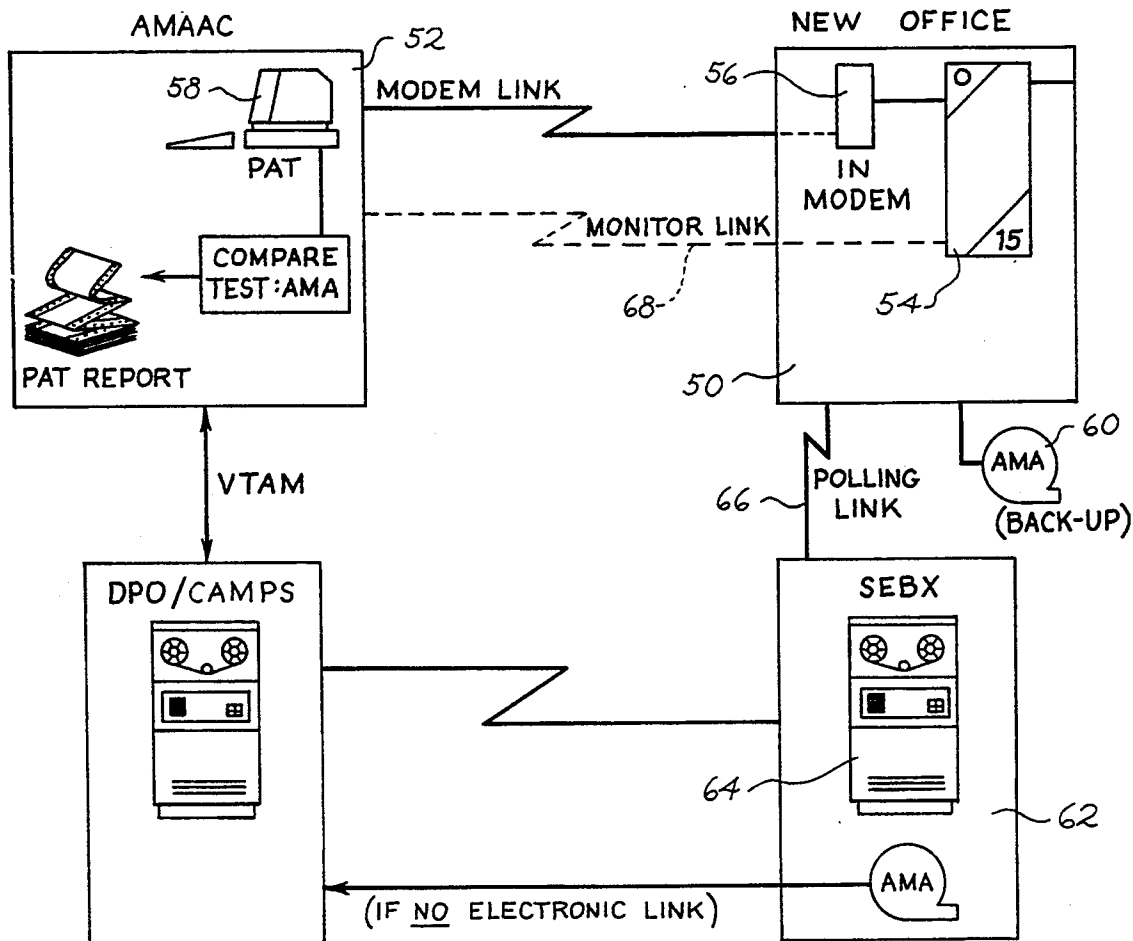 AMAAC
NEW OFFICE
52
58
MODEM LINK
56
PAT
IN
MODEM
MONITOR LINK
15
COMPARE
TEST:AMA
68
54
PAT REPORT
50
60
AMA
(BACK-UP)
VTAM
66
POLLING
LINK
DPO/CAMPS
SEBX
64
62
AMA
(IF NO ELECTRONIC LINK)